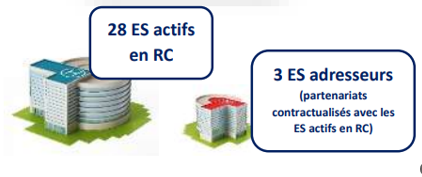 28 ES actifs
en RC
3 ES adresseurs
(partenariats
contractualisés avec les
ES actifs en RC)